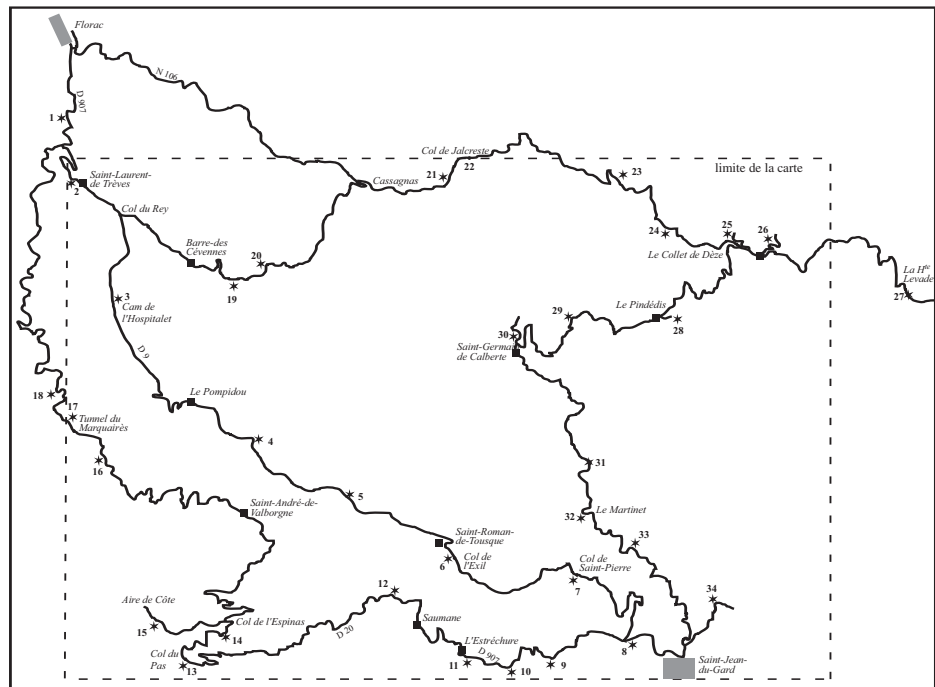 Florac
N 106
D 907
1
Col de Jalcreste
22
limite de la carte
21
23
Cassagnas
Saint-Laurent-
de Trèves
2
Col du Rey
24
25
26
Barre-des
Cévennes
20
Le Collet de Dèze
La Hte
Levade
27
19
3
Cam de
l'Hospitalet
29
Le Pindédis
28
30
Saint-Germain
de Calberte
D 9
18
17
Tunnel du
Marquairès
Le Pompidou
4
16
31
5
Saint-André-de-
Valborgne
32
Le Martinet
33
Saint-Roman-
de-Tousque
6
Col de
l'Exil
Col de
Saint-Pierre
7
12
34
Aire de Côte
15
Col de l'Espinas
14
Saumane
D 20
Col du
Pas
13
L'Estréchure
D 907
11
10
9
8
Saint-Jean-
du-Gard